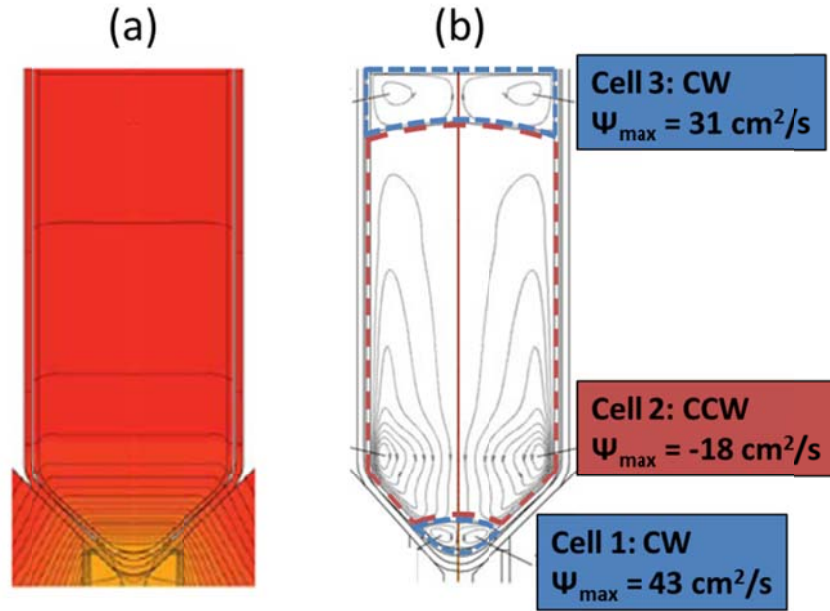 (a)
(b)
Cell 3: CW
Ψmax = 31 cm²/s
Cell 2: CCW
Ψmax = -18 cm²/s
Cell 1: CW
Ψmax = 43 cm²/s